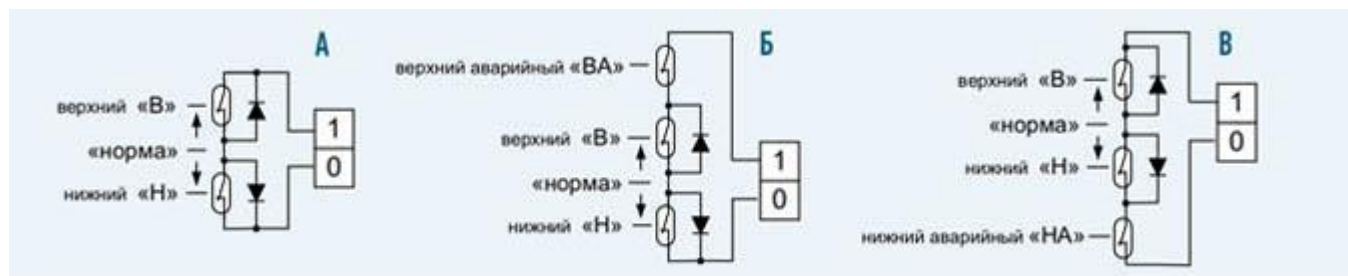 А
верхний «В»
«норма»
нижний «Н»
1
0
Б
верхний аварийный «ВА»
верхний «В»
«норма»
нижний «Н»
1
0
В
верхний «В»
«норма»
нижний «Н»
нижний аварийный «НА»
1
0